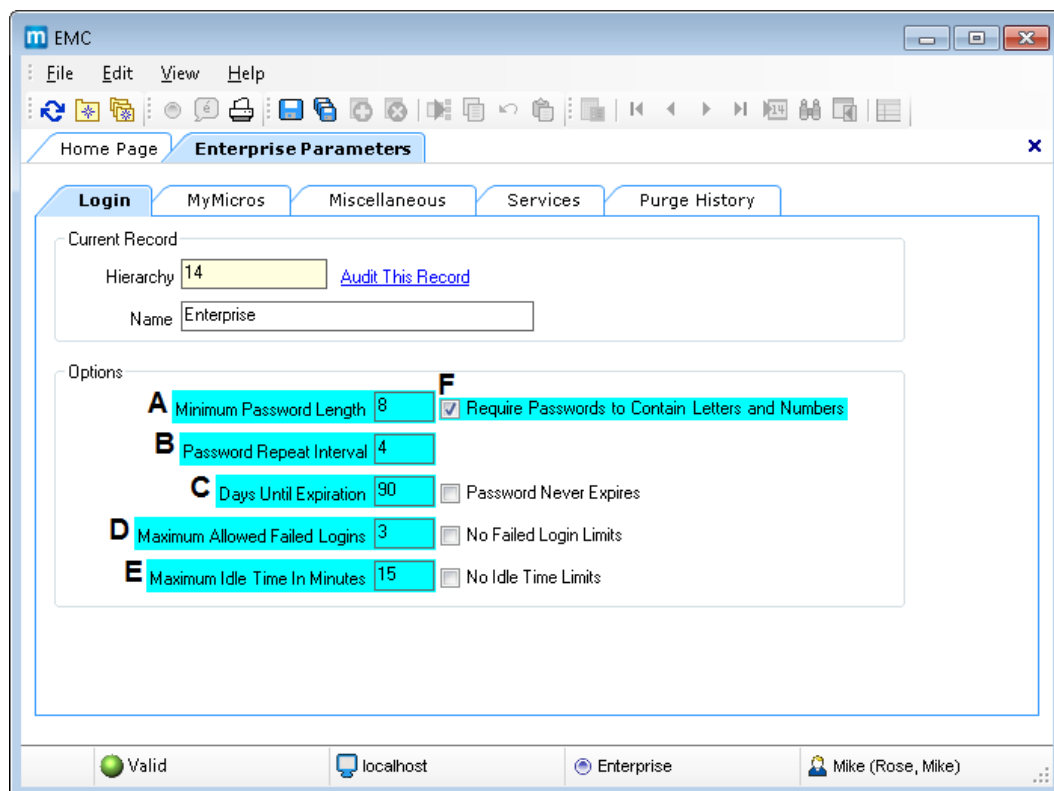 m EMC
File Edit View Help
14
Home Page Enterprise Parameters
Login MyMicros Miscellaneous Services Purge History
Current Record
Hierarchy 14 Audit This Record
Name Enterprise
Options
F
A Minimum Password Length 8 Require Passwords to Contain Letters and Numbers
B Password Repeat Interval 4
C Days Until Expiration 90 Password Never Expires
D Maximum Allowed Failed Logins 3 No Failed Login Limits
E Maximum Idle Time In Minutes 15 No Idle Time Limits
Valid localhost Enterprise Mike (Rose, Mike)